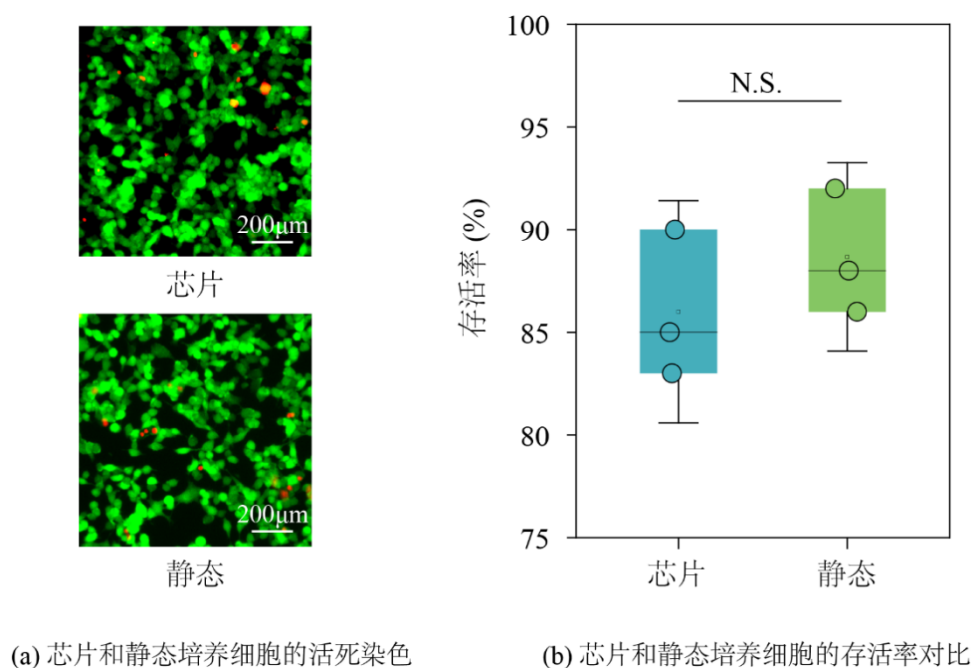 200μm
芯片
200μm
静态
100
95
90
85
80
75
存活率 (%)
N.S.
芯片
静态
(a) 芯片和静态培养细胞的活死染色
(b) 芯片和静态培养细胞的存活率对比